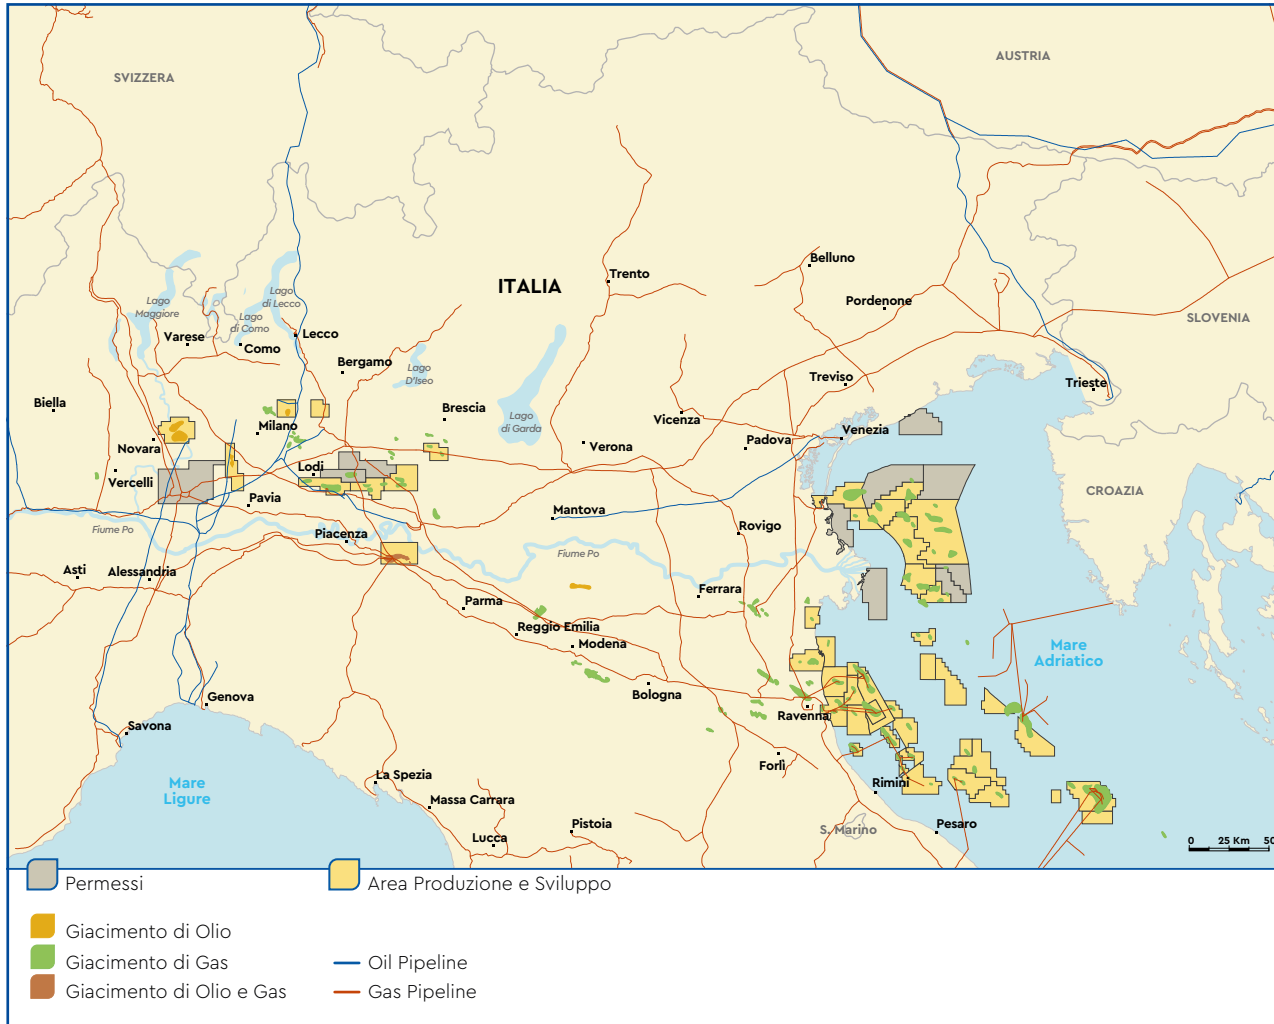 SVIZZERA
AUSTRIA
Belluno
Trento
ITALIA
Lago
di Lecco
Lago
Maggiore
Pordenone
Lago
di Como
SLOVENIA
Varese
Lecco
Como
Bergamo
Lago
D'Iseo
Treviso
Trieste
Biella
Brescia
Lago
di Garda
Vicenza
Milano
Venezia
Novara
Verona
Padova
Lodi
Vercelli
CROAZIA
Pavia
Mantova
Fiume Po
Piacenza
Rovigo
Fiume Po
Asti
Alessandria
Ferrara
Parma
Reggio Emilia
Modena
Mare
Adriatico
Genova
Bologna
Ravenna
Savona
Forlì
La Spezia
Mare
Ligure
Rimini
Massa Carrara
Pistoia
S. Marino
Pesaro
Lucca
0 25 Km 50
Permessi
Area Produzione e Sviluppo
Giacimento di Olio
Giacimento di Gas
Oil Pipeline
Giacimento di Olio e Gas
Gas Pipeline